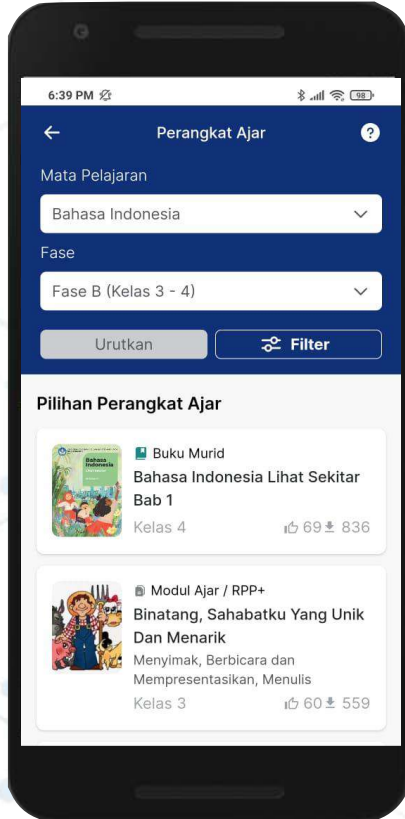 6:39 PM 98
Perangkat Ajar ?
Mata Pelajaran
Bahasa Indonesia
Fase
Fase B (Kelas 3 - 4)
Urutkan Filter
Pilihan Perangkat Ajar
Buku Murid
Bahasa Indonesia Lihat Sekitar
Bab 1
Kelas 4 69 836
Bahasa
Indonesia
Modul Ajar / RPP+
Binatang, Sahabatku Yang Unik
Dan Menarik
Menyimak, Berbicara dan
Mempresentasikan, Menulis
Kelas 3 60 559